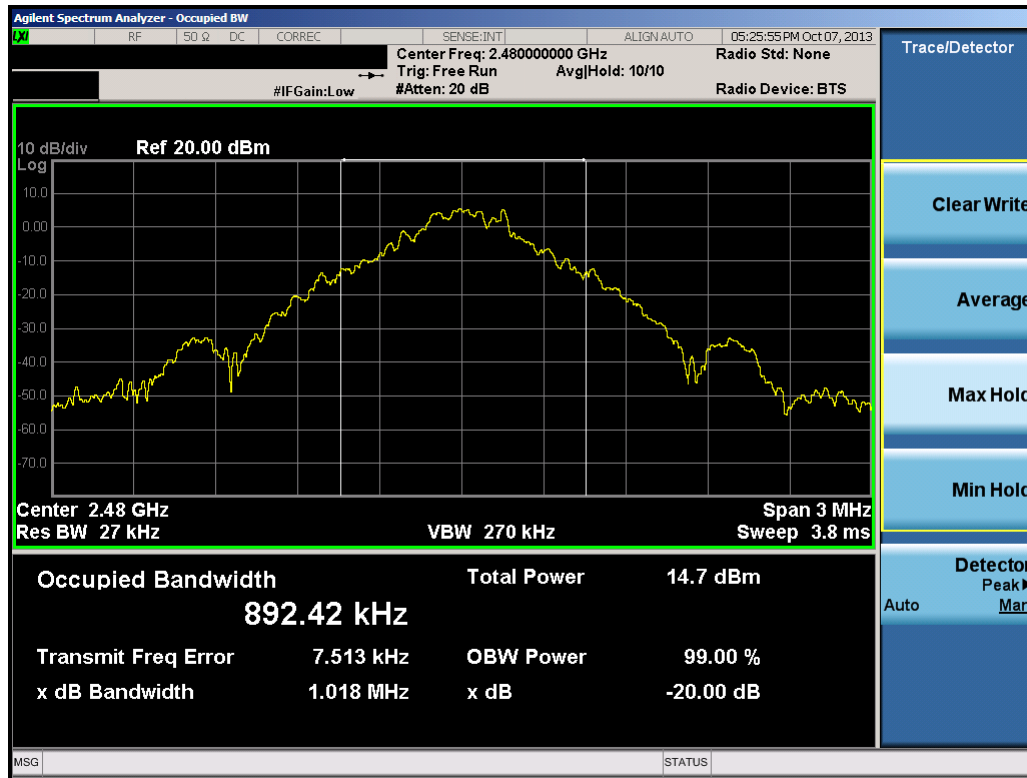 Agilent Spectrum Analyzer - Occupied BW
LXI RF 50 Ω DC CORREC SENSE:INT ALIGN AUTO 05:25:55 PM Oct 07, 2013
Center Freq: 2.480000000 GHz Radio Std: None
Trig: Free Run Avg|Hold: 10/10
#IFGain:Low #Atten: 20 dB Radio Device: BTS
10 dB/div Ref 20.00 dBm
Log
10.0
0.00
-10.0
-20.0
-30.0
-40.0
-50.0
-60.0
-70.0
Center 2.48 GHz Span 3 MHz
Res BW 27 kHz VBW 270 kHz Sweep 3.8 ms
Occupied Bandwidth Total Power 14.7 dBm
892.42 kHz
Transmit Freq Error 7.513 kHz OBW Power 99.00 %
x dB Bandwidth 1.018 MHz x dB -20.00 dB
MSG STATUS
Trace/Detector
Clear Write
Average
Max Hold
Min Hold
Detector
Peak▶
Auto Man